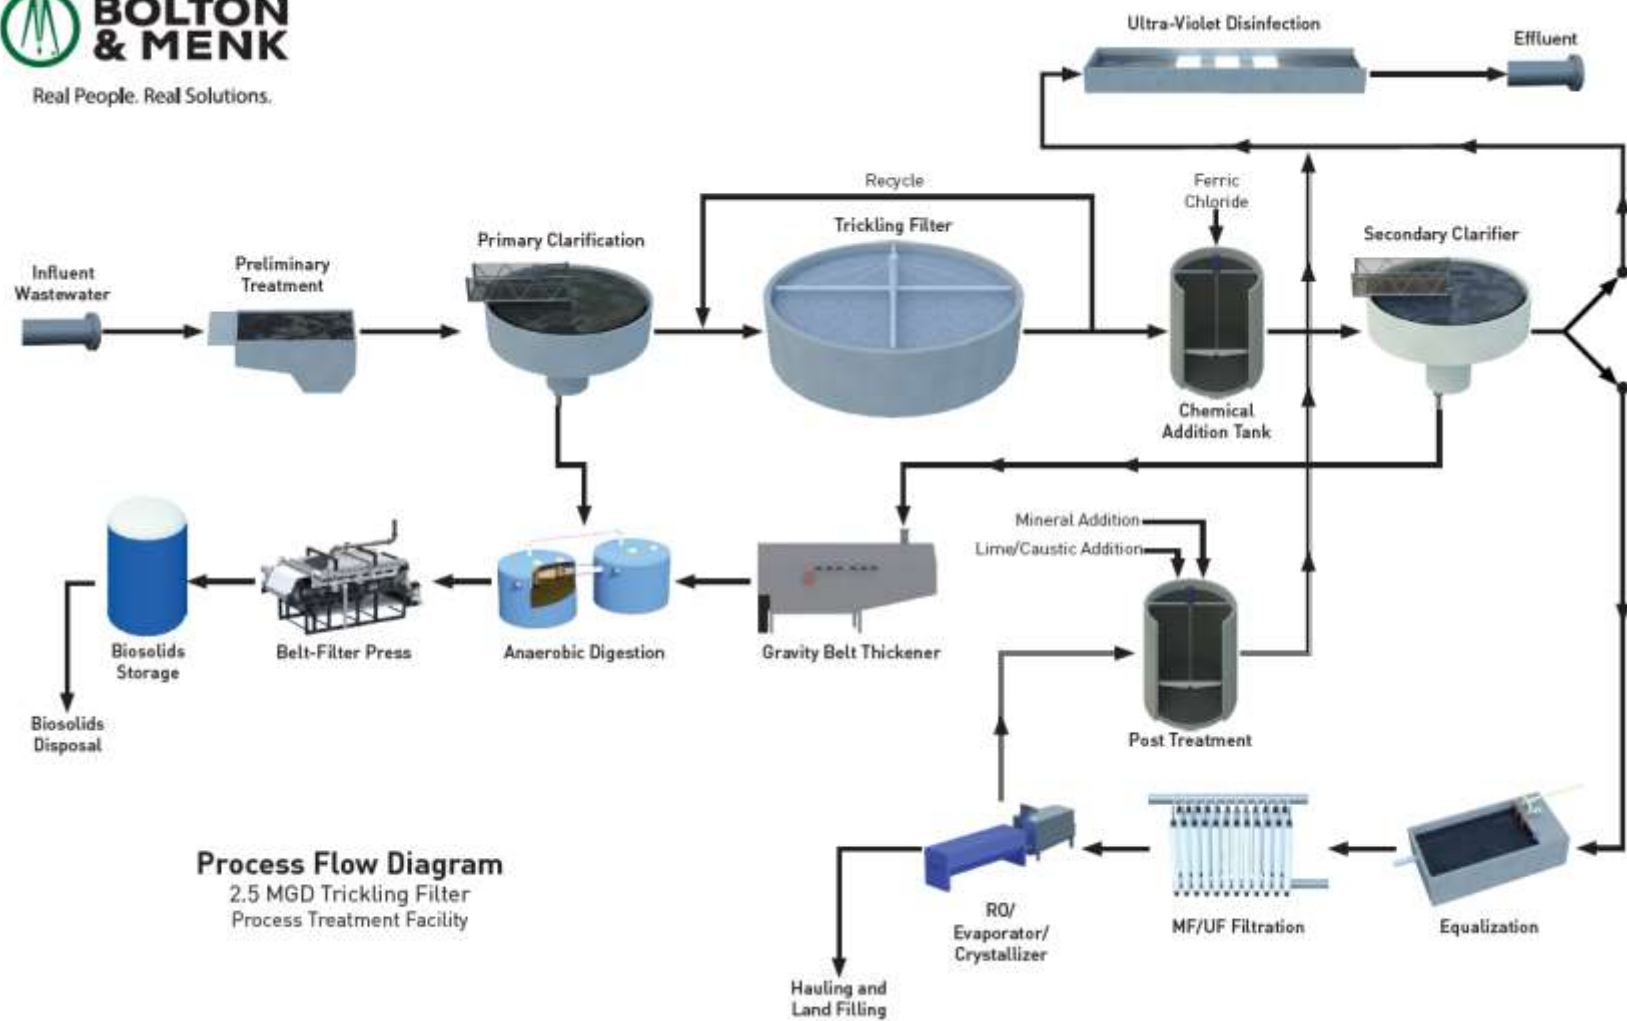 BOLTON
& MENK
Real People. Real Solutions.
Ultra-Violet Disinfection
Effluent
Recycle
Ferric
Chloride
Trickling Filter
Primary Clarification
Secondary Clarifier
Preliminary
Treatment
Influent
Wastewater
Chemical
Addition Tank
Mineral Addition
Lime/Caustic Addition
Biosolids
Storage
Belt-Filter Press
Anaerobic Digestion
Gravity Belt Thickener
Biosolids
Disposal
Post Treatment
Process Flow Diagram
2.5 MGD Trickling Filter
Process Treatment Facility
RO/
Evaporator/
Crystallizer
MF/UF Filtration
Equalization
Hauling and
Land Filling